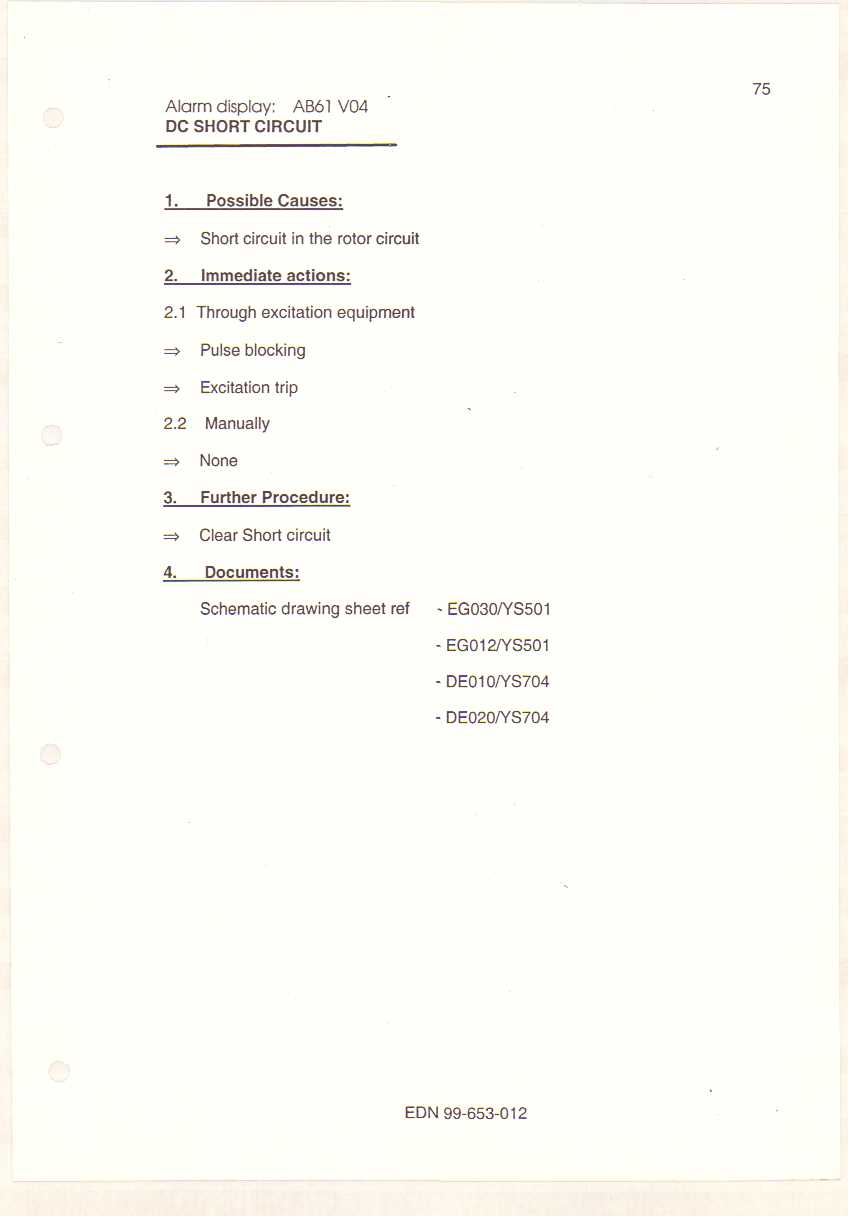 75
Alarm display: AB61 V04
DC SHORT CIRCUIT
1. Possible Causes:
⇒ Short circuit in the rotor circuit
2. Immediate actions:
2.1 Through excitation equipment
⇒ Pulse blocking
⇒ Excitation trip
2.2 Manually
⇒ None
3. Further Procedure:
⇒ Clear Short circuit
4. Documents:
Schematic drawing sheet ref - EG030/YS501
- EG012/YS501
- DE010/YS704
- DE020/YS704
EDN 99-653-012